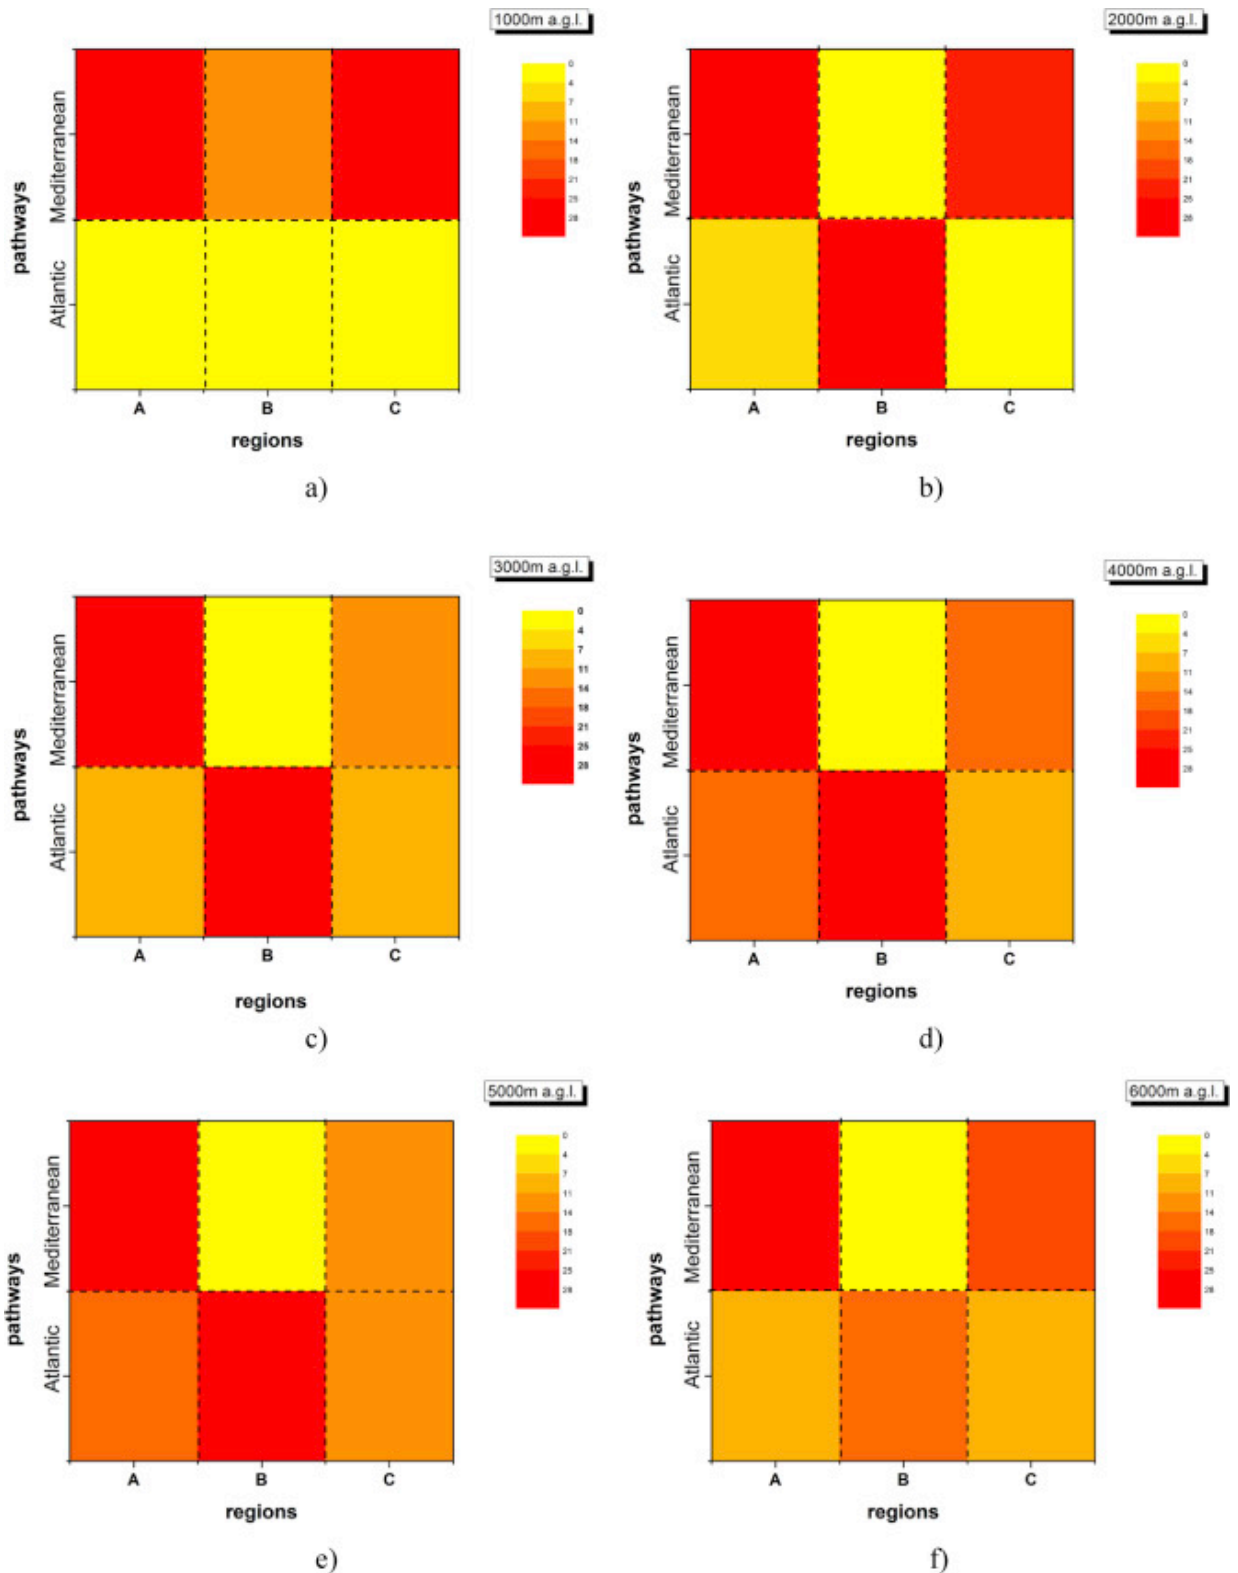 1000m a.g.l.
0
4
7
11
14
18
21
25
28
pathways
Mediterranean
Atlantic
A B C
regions
a)
2000m a.g.l.
0
4
7
11
14
18
21
25
28
pathways
Mediterranean
Atlantic
A B C
regions
b)
3000m a.g.l.
0
4
7
11
14
18
21
25
28
pathways
Mediterranean
Atlantic
A B C
regions
c)
4000m a.g.l.
0
4
7
11
14
18
21
25
28
pathways
Mediterranean
Atlantic
A B C
regions
d)
5000m a.g.l.
0
4
7
11
14
18
21
25
28
pathways
Mediterranean
Atlantic
A B C
regions
e)
6000m a.g.l.
0
4
7
11
14
18
21
25
28
pathways
Mediterranean
Atlantic
A B C
regions
f)